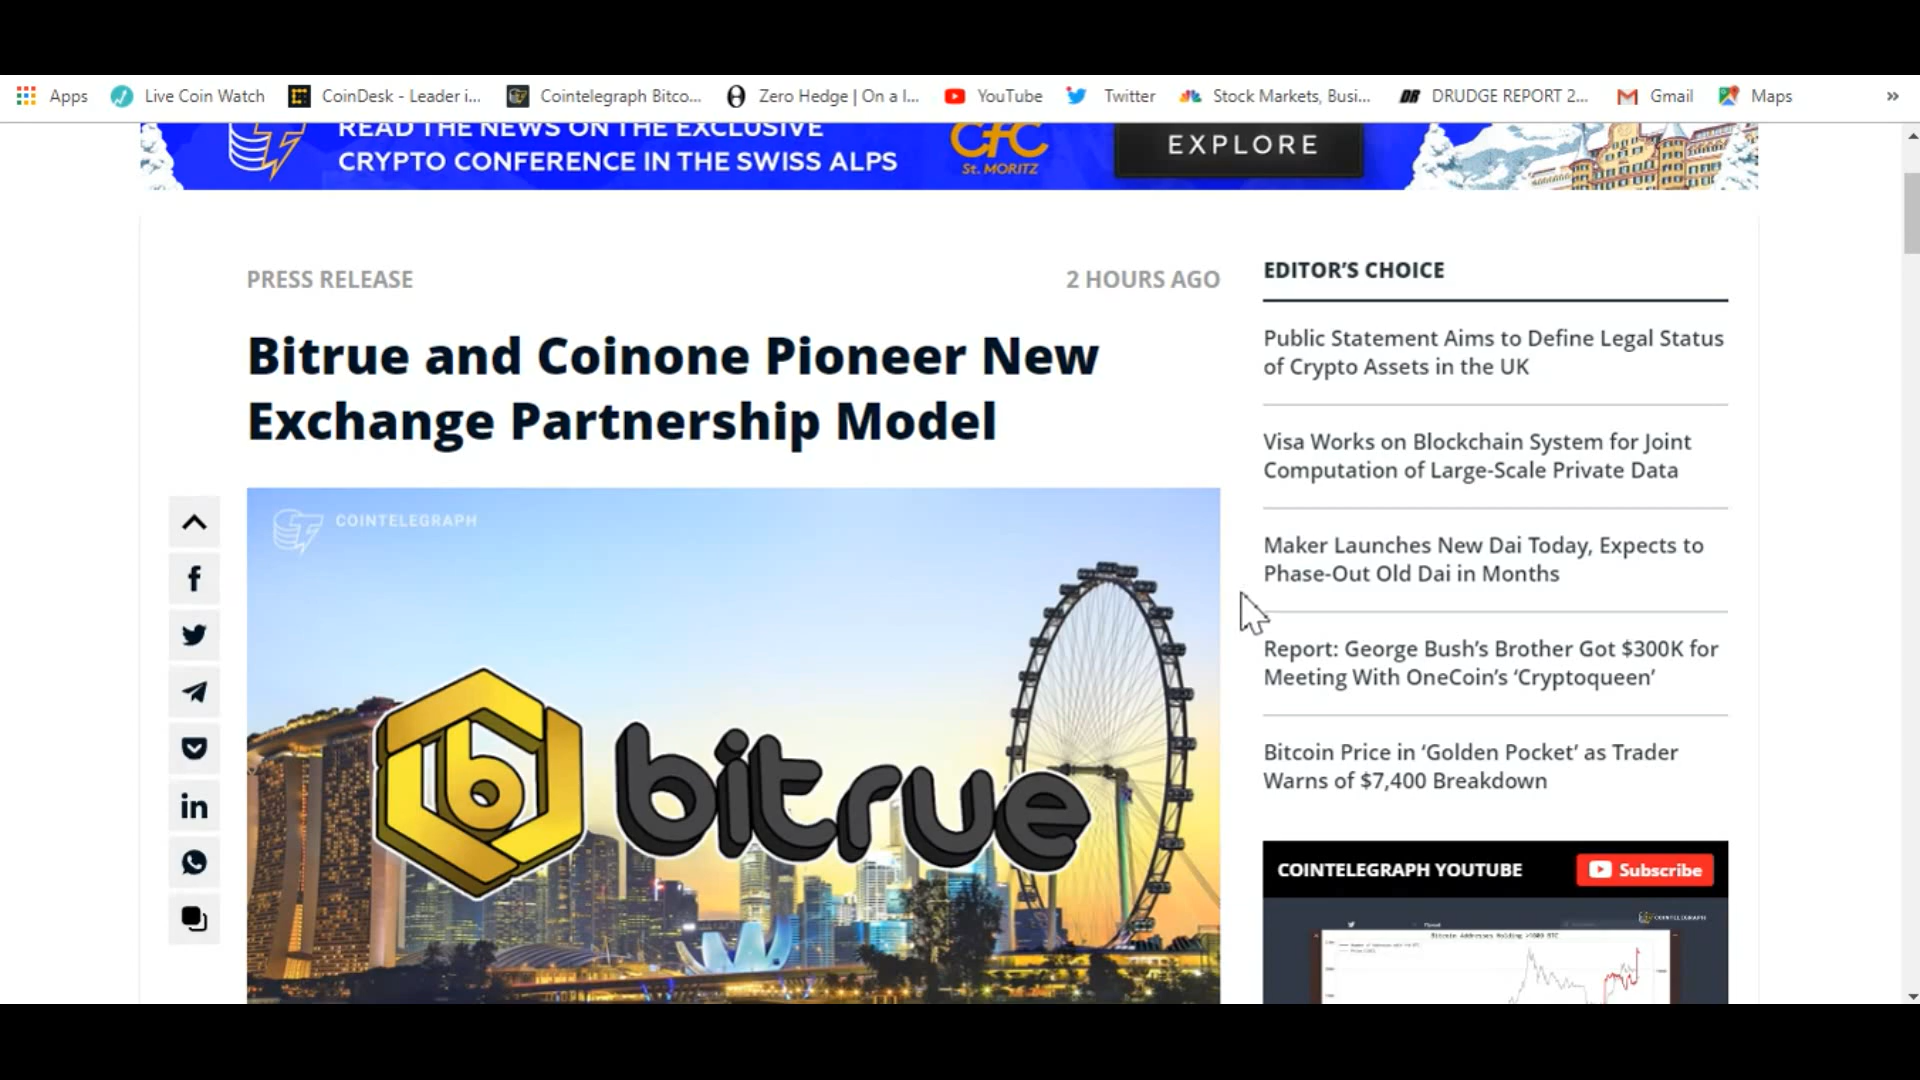 Apps Live Coin Watch CoinDesk - Leader i... Cointelegraph Bitco... Zero Hedge | On a l... YouTube Twitter Stock Markets, Busi... DRUDGE REPORT 2... Gmail Maps »
READ THE NEWS ON THE EXCLUSIVE
CRYPTO CONFERENCE IN THE SWISS ALPS
CfC
St. MORITZ
EXPLORE
PRESS RELEASE
2 HOURS AGO
Bitrue and Coinone Pioneer New
Exchange Partnership Model
COINTELEGRAPH
bitrue
EDITOR'S CHOICE
Public Statement Aims to Define Legal Status
of Crypto Assets in the UK
Visa Works on Blockchain System for Joint
Computation of Large-Scale Private Data
Maker Launches New Dai Today, Expects to
Phase-Out Old Dai in Months
Report: George Bush's Brother Got $300K for
Meeting With OneCoin's ‘Cryptoqueen’
Bitcoin Price in ‘Golden Pocket’ as Trader
Warns of $7,400 Breakdown
COINTELEGRAPH YOUTUBE
Subscribe
COINTELEGRAPH
Bitcoin Addresses Holding >1000 BTC